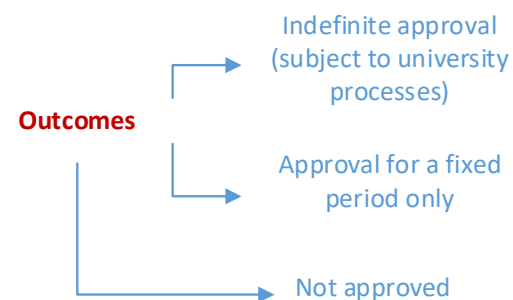 Indefinite approval
(subject to university
processes)
Outcomes
Approval for a fixed
period only
Not approved